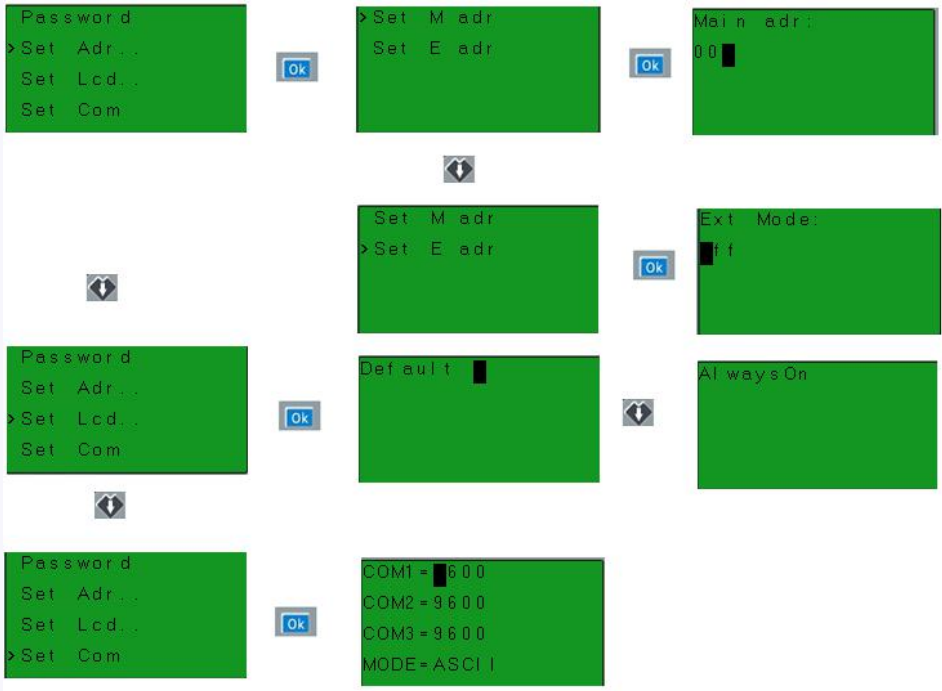 Password
>Set Adr..
Set Lcd..
Set Com
Ok
>Set M adr
Set E adr
Ok
Main adr:
00
Set M adr
>Set E adr
Ok
Ext Mode:
ff
Password
Set Adr..
>Set Lcd..
Set Com
Ok
Default
AlwaysOn
Password
Set Adr..
Set Lcd..
>Set Com
Ok
COM1=600
COM2=9600
COM3=9600
MODE=ASCII